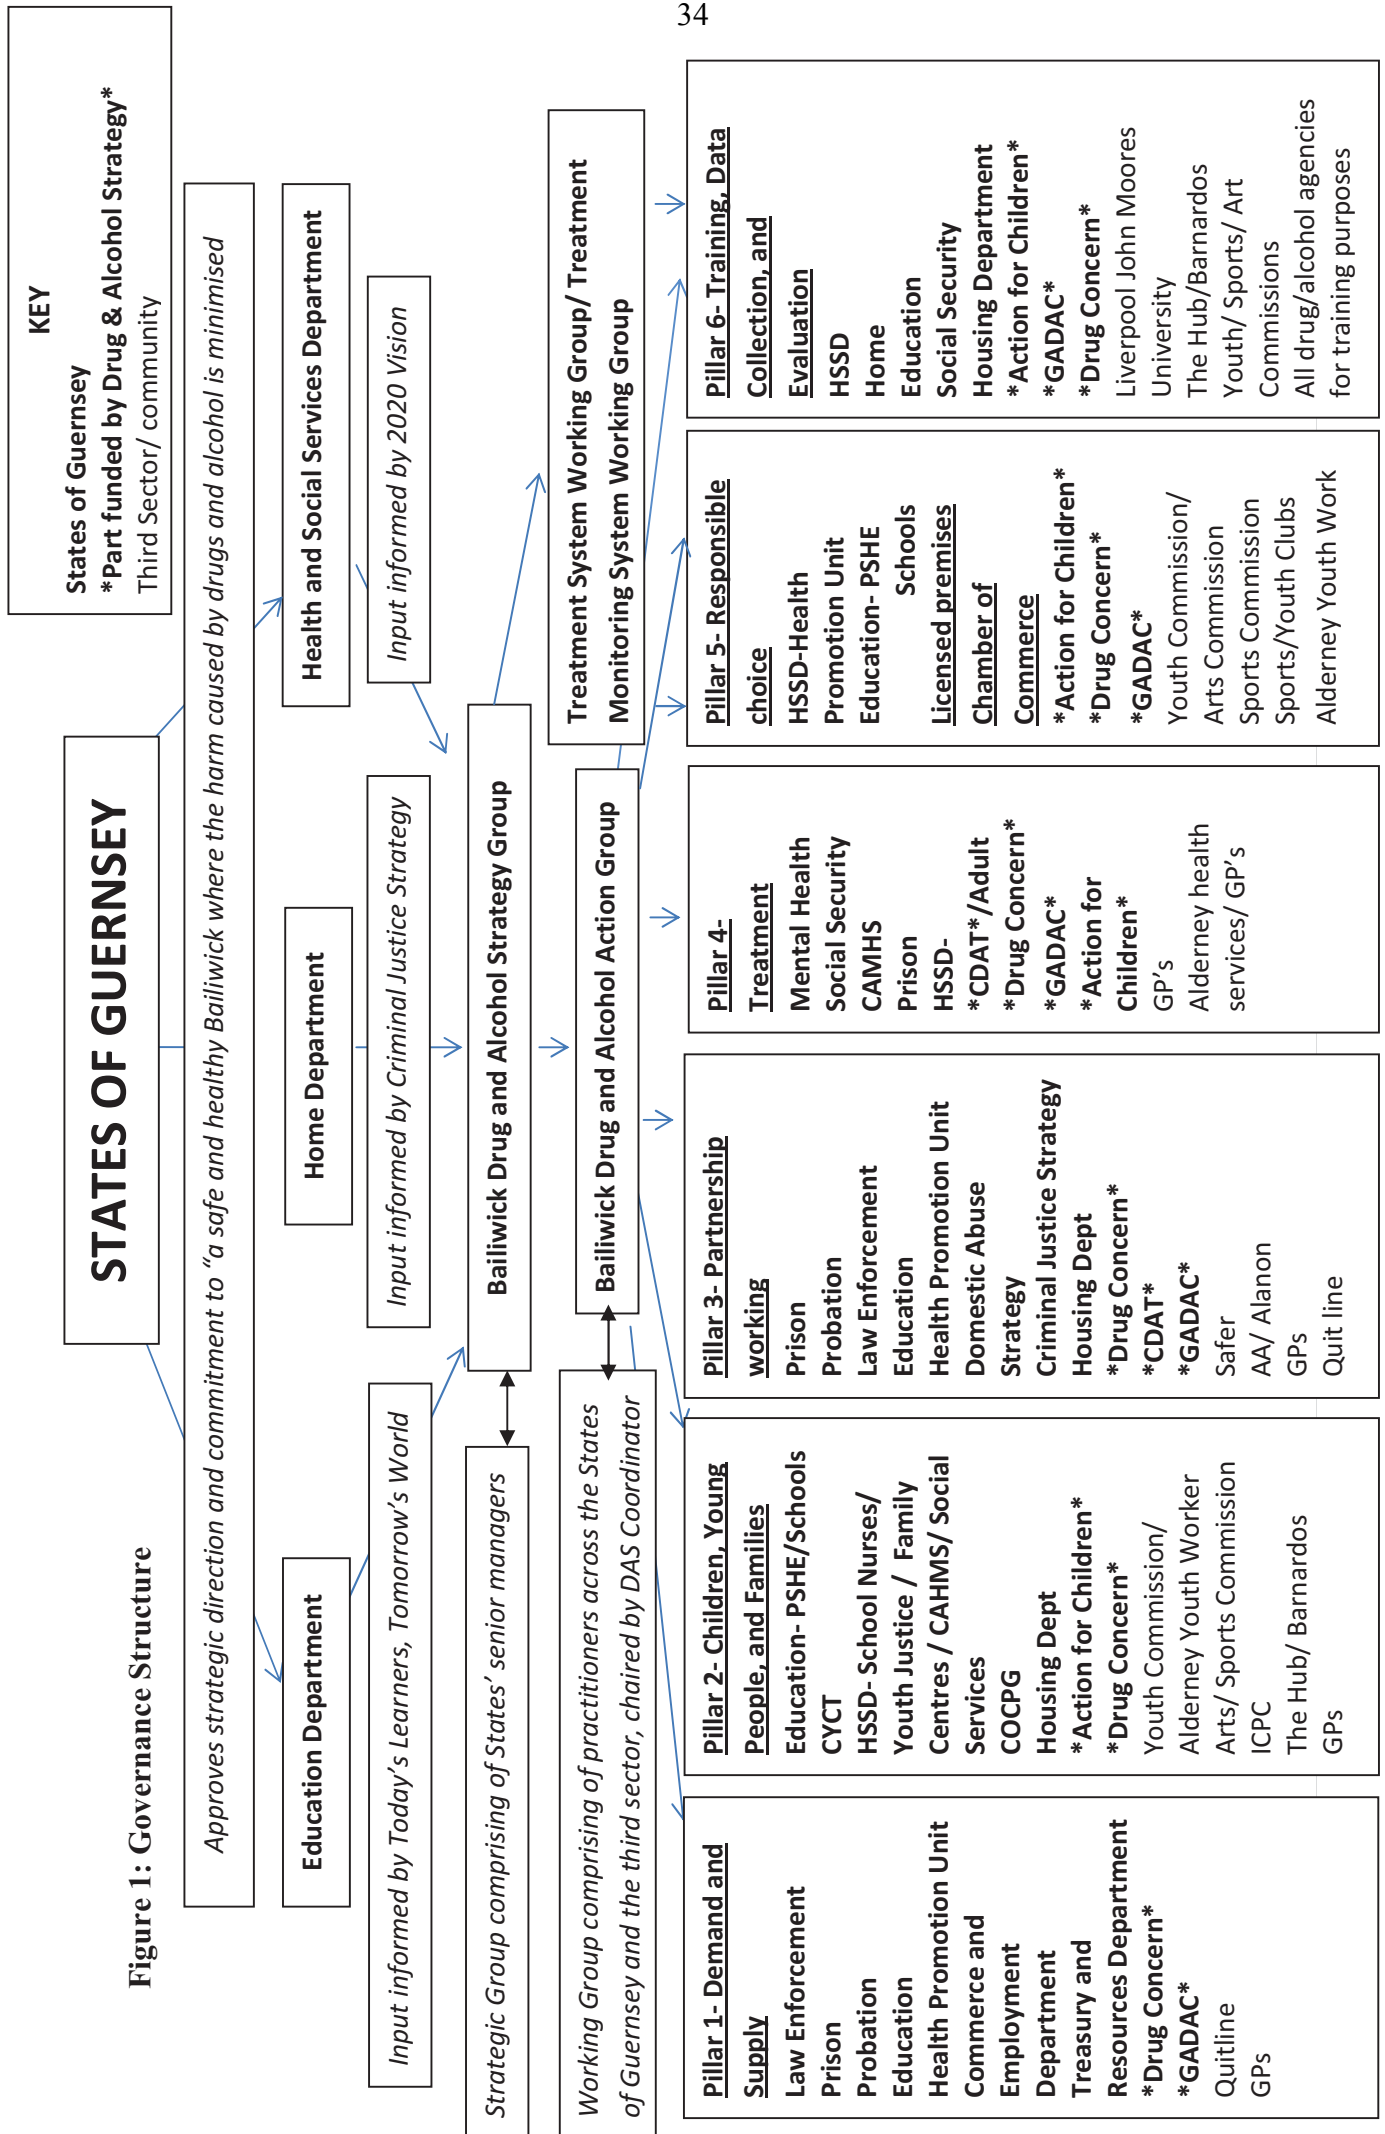 34
Figure 1: Governance Structure
KEY
States of Guernsey
*Part funded by Drug & Alcohol Strategy*
Third Sector/ community
STATES OF GUERNSEY
Approves strategic direction and commitment to "a safe and healthy Bailiwick where the harm caused by drugs and alcohol is minimised
Education Department
Home Department
Health and Social Services Department
Input informed by Today's Learners, Tomorrow's World
Input informed by Criminal Justice Strategy
Input informed by 2020 Vision
Strategic Group comprising of States' senior managers
Bailiwick Drug and Alcohol Strategy Group
Working Group comprising of practitioners across the States
of Guernsey and the third sector, chaired by DAS Coordinator
Bailiwick Drug and Alcohol Action Group
Treatment System Working Group/ Treatment
Monitoring System Working Group
Pillar 1- Demand and
Supply
Law Enforcement
Prison
Probation
Education
Health Promotion Unit
Commerce and
Employment
Department
Treasury and
Resources Department
*Drug Concern*
*GADAC*
Quitline
GPs
Pillar 2- Children, Young
People, and Families
Education- PSHE/Schools
CYCT
HSSD- School Nurses/
Youth Justice / Family
Centres / CAHMS/ Social
Services
COCPG
Housing Dept
*Action for Children*
*Drug Concern*
Youth Commission/
Alderney Youth Worker
Arts/ Sports Commission
ICPC
The Hub/ Barnardos
GPs
Pillar 3- Partnership
working
Prison
Probation
Law Enforcement
Education
Health Promotion Unit
Domestic Abuse
Strategy
Criminal Justice Strategy
Housing Dept
*Drug Concern*
*CDAT*
*GADAC*
Safer
AA/ Alanon
GPs
Quit line
Pillar 4-
Treatment
Mental Health
Social Security
CAMHS
Prison
HSSD-
*CDAT*/Adult
*Drug Concern*
*GADAC*
*Action for
Children*
GP's
Alderney health
services/ GP's
Pillar 5- Responsible
choice
HSSD-Health
Promotion Unit
Education- PSHE
Schools
Licensed premises
Chamber of
Commerce
*Action for Children*
*Drug Concern*
*GADAC*
Youth Commission/
Arts Commission
Sports Commission
Sports/Youth Clubs
Alderney Youth Work
Pillar 6- Training, Data
Collection, and
Evaluation
HSSD
Home
Education
Social Security
Housing Department
*Action for Children*
*GADAC*
*Drug Concern*
Liverpool John Moores
University
The Hub/Barnardos
Youth/ Sports/ Art
Commissions
All drug/alcohol agencies
for training purposes